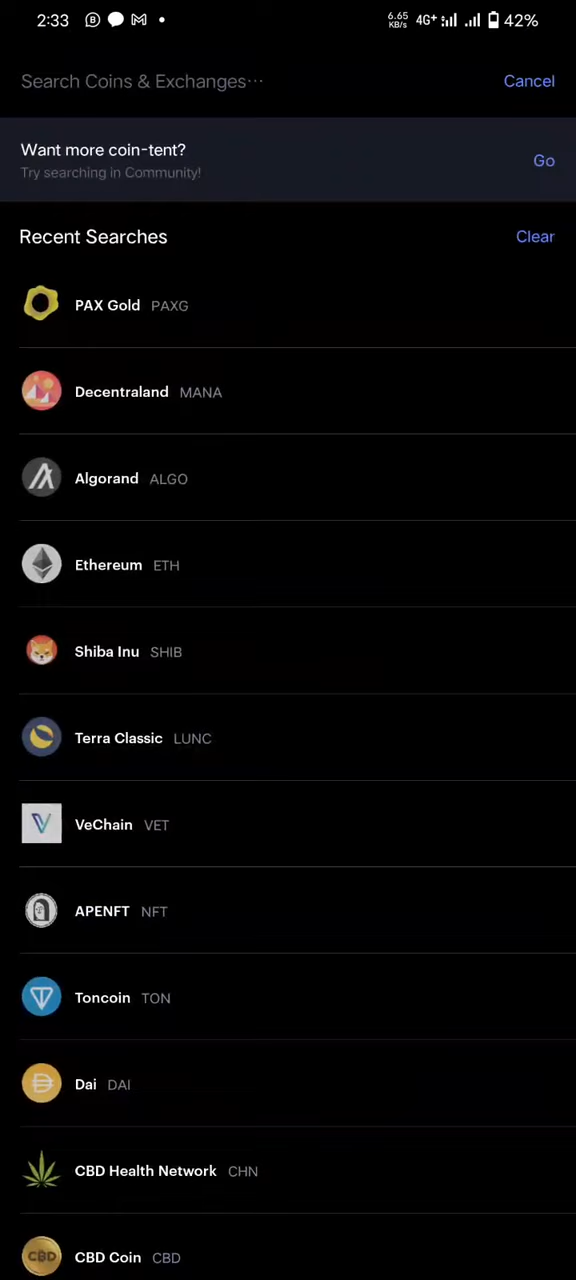 2:33
6.65 KB/s 4G+ 42%
Search Coins & Exchanges···
Cancel
Want more coin-tent?
Try searching in Community!
Go
Recent Searches
Clear
PAX Gold PAXG
Decentraland MANA
Algorand ALGO
Ethereum ETH
Shiba Inu SHIB
Terra Classic LUNC
VeChain VET
APENFT NFT
Toncoin TON
Dai DAI
CBD Health Network CHN
CBD
CBD Coin CBD